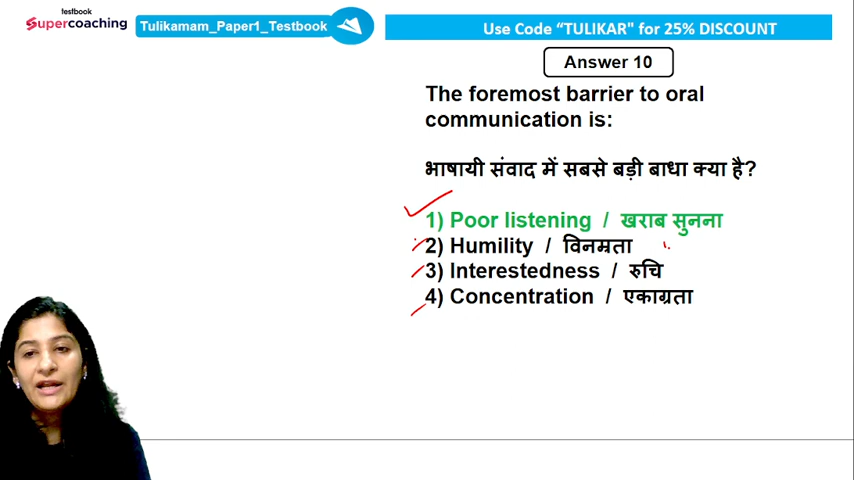 testbook
Supercoaching
Tulikamam_Paper1_Testbook
Use Code “TULIKAR" for 25% DISCOUNT
Answer 10
The foremost barrier to oral
communication is:
भाषायी संवाद में सबसे बड़ी बाधा क्या है?
1) Poor listening / खराब सुनना
2) Humility / विनम्रता
3) Interestedness / रुचि
4) Concentration / एकाग्रता